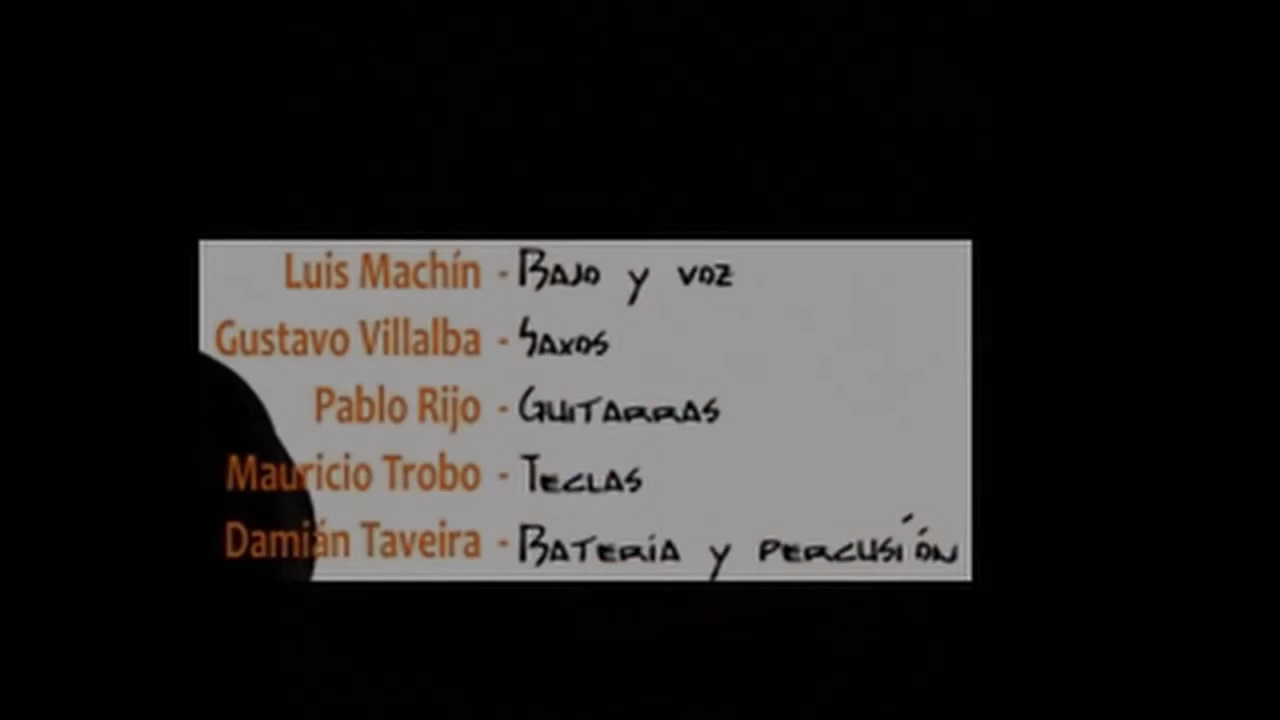 Luis Machín - Bajo y voz
Gustavo Villalba - Saxos
Pablo Rijo - Guitarras
Mauricio Trobo - Teclas
Damián Taveira - Batería y percusión